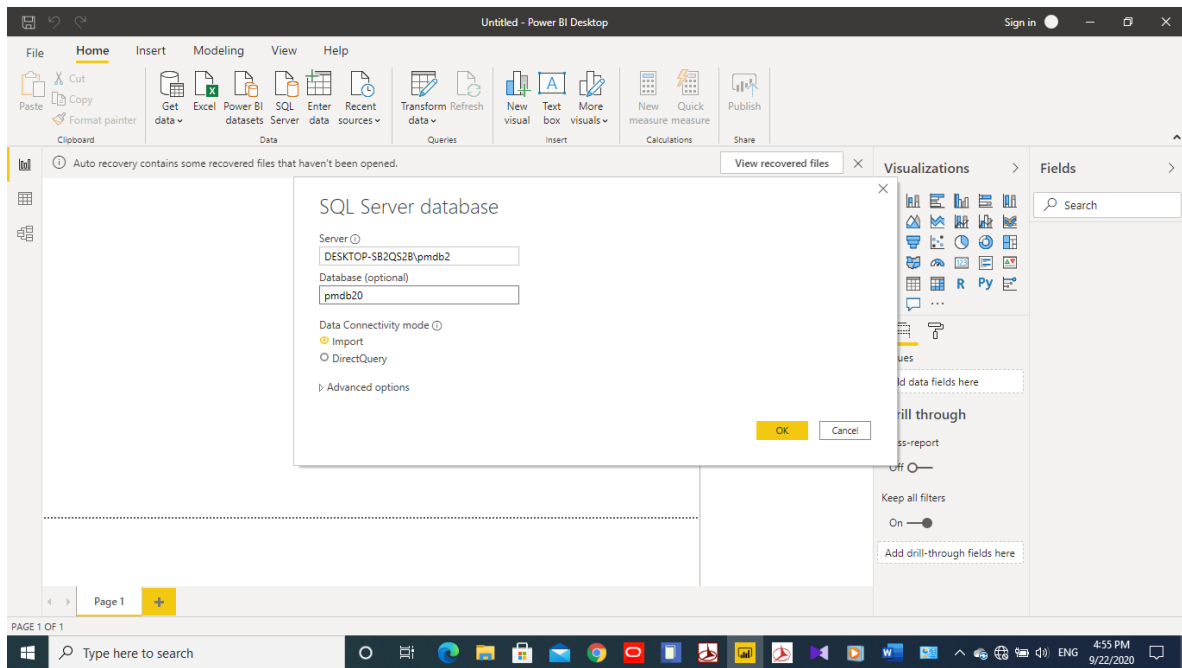 Untitled - Power BI Desktop
Sign in
File Home Insert Modeling View Help
Paste
Cut
Copy
Format painter
Clipboard
Get data
Excel
Power BI datasets
SQL Server
Enter data
Recent sources
Data
Transform data
Refresh
Queries
New visual
Text box
More visuals
Insert
New measure
Quick measure
Calculations
Publish
Share
Auto recovery contains some recovered files that haven't been opened.
View recovered files
SQL Server database
Server
DESKTOP-SB2QS2B\pmdb2
Database (optional)
pmdb20
Data Connectivity mode
Import
DirectQuery
Advanced options
OK
Cancel
Visualizations
R
Py
123
ues
ld data fields here
rill through
ss-report
Off
Keep all filters
On
Add drill-through fields here
Fields
Search
Page 1
PAGE 1 OF 1
Type here to search
ENG
4:55 PM
9/22/2020